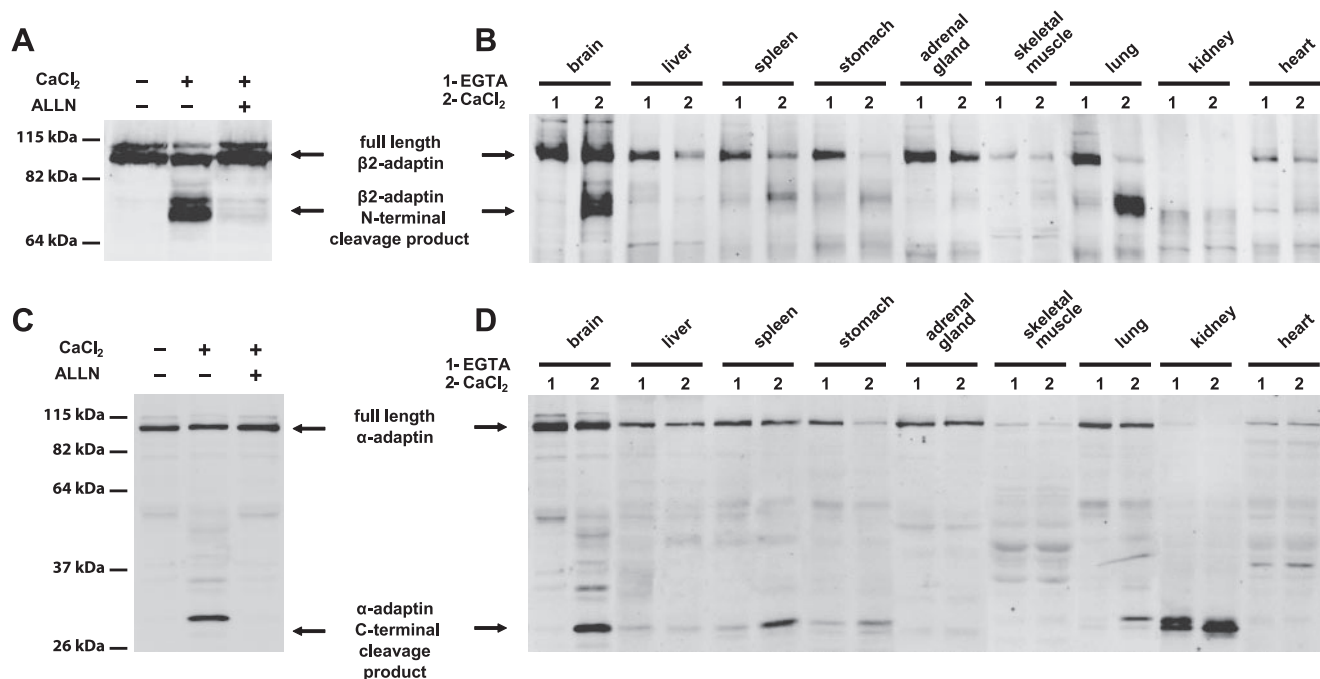 A
CaCl₂ – + +
ALLN – – +
115 kDa
82 kDa
64 kDa
full length
β2-adaptin
β2-adaptin
N-terminal
cleavage product
B
brain liver spleen stomach adrenal gland skeletal muscle lung kidney heart
1- EGTA
2- CaCl₂
1 2 1 2 1 2 1 2 1 2 1 2 1 2 1 2 1 2
C
CaCl₂ – + +
ALLN – – +
115 kDa
82 kDa
64 kDa
37 kDa
26 kDa
full length
α-adaptin
α-adaptin
C-terminal
cleavage
product
D
brain liver spleen stomach adrenal gland skeletal muscle lung kidney heart
1- EGTA
2- CaCl₂
1 2 1 2 1 2 1 2 1 2 1 2 1 2 1 2 1 2